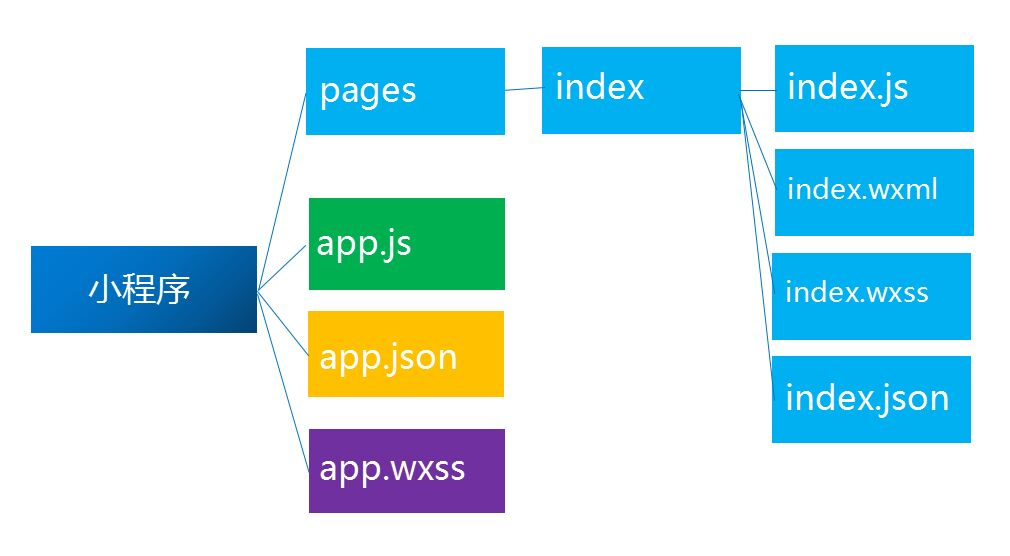 小程序
pages
app.js
app.json
app.wxss
index
index.js
index.wxml
index.wxss
index.json